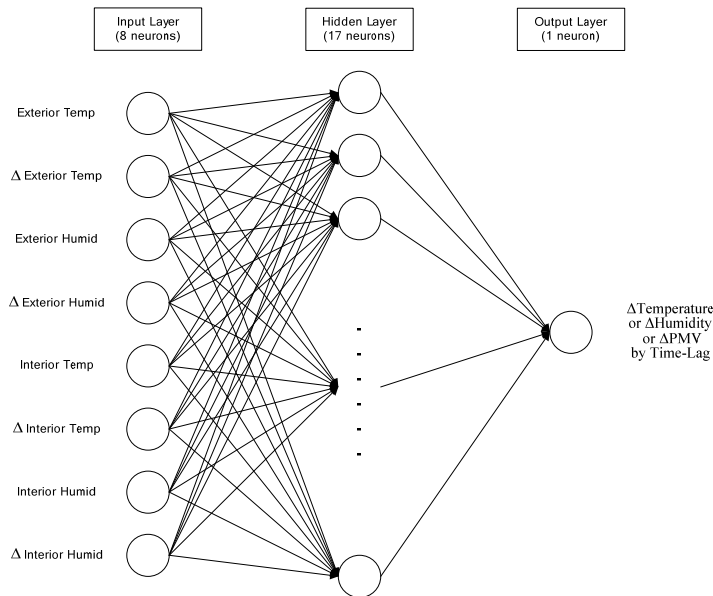 Input Layer
(8 neurons)
Hidden Layer
(17 neurons)
Output Layer
(1 neuron)
Exterior Temp
Δ Exterior Temp
Exterior Humid
Δ Exterior Humid
Interior Temp
Δ Interior Temp
Interior Humid
Δ Interior Humid
ΔTemperature
or ΔHumidity
or ΔPMV
by Time-Lag